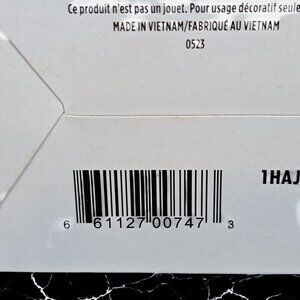 Ce produit n'est pas un jouet. Pour usage décoratif seule
MADE IN VIETNAM/FABRIQUÉ AU VIETNAM
0523
1HAJ
6 61127 00747 3